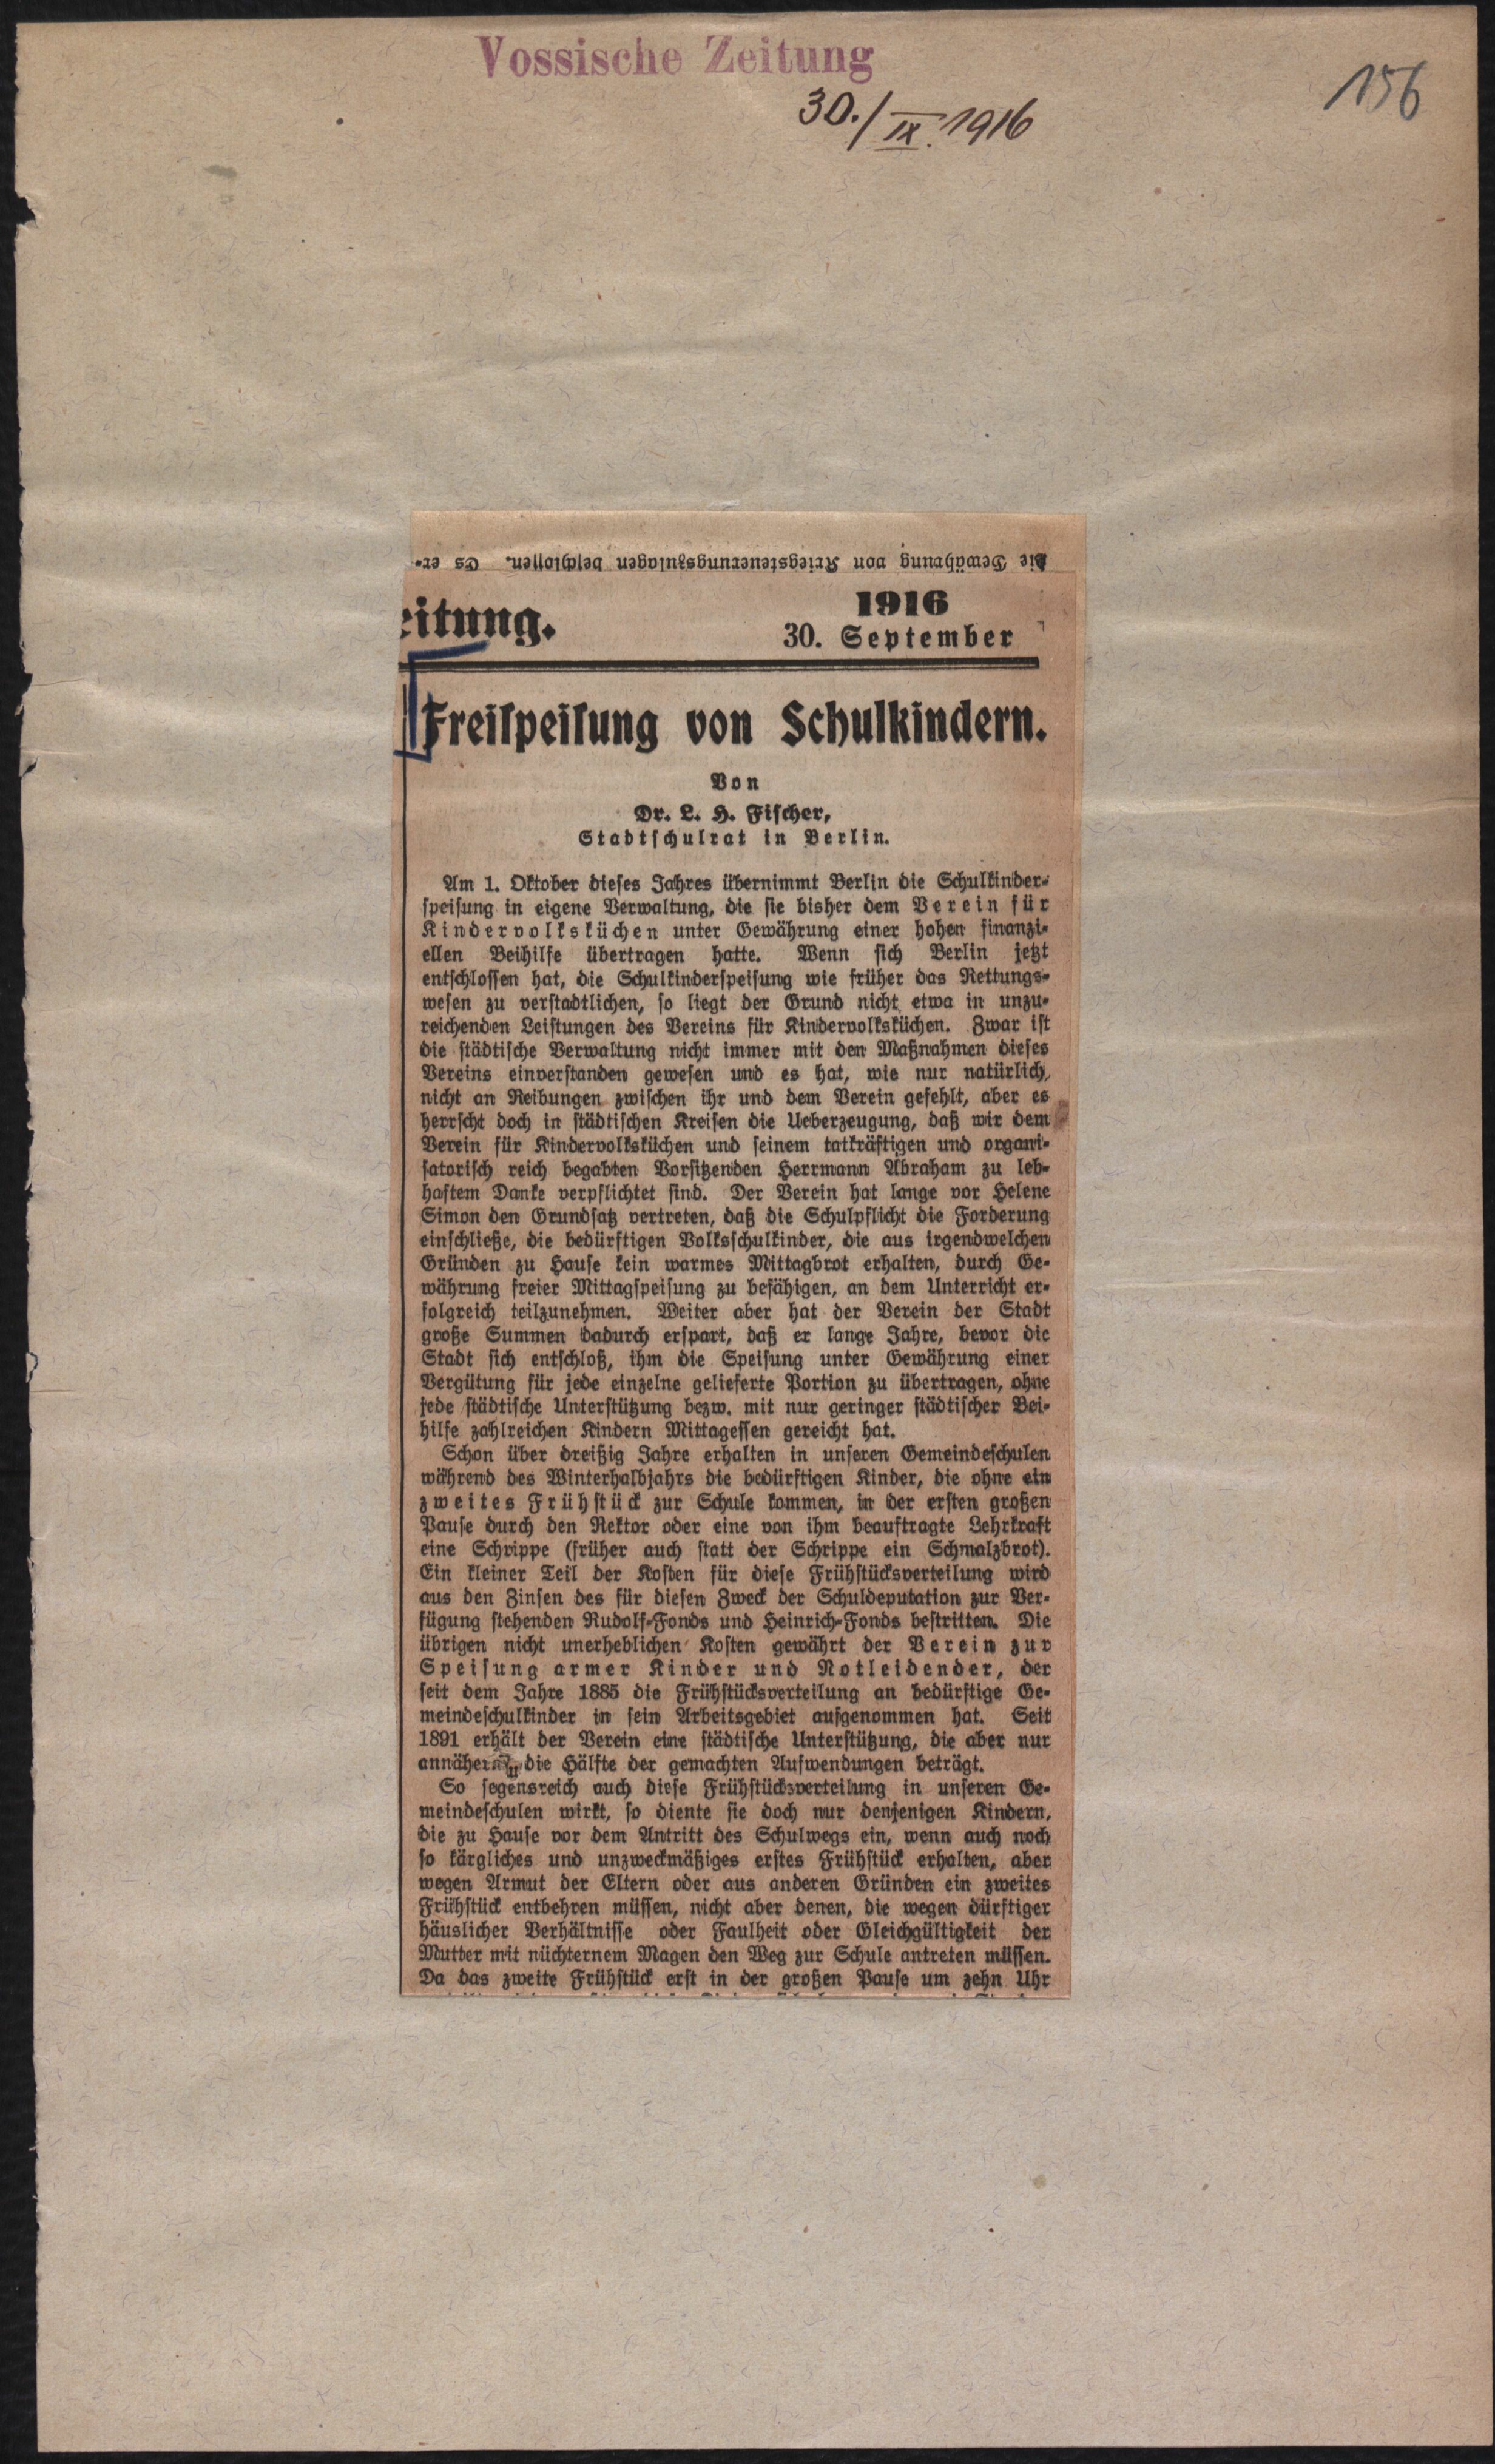 Vossische Zeitung
30./IX. 1916
156
die Bewährung von Kriegsteuerungszulagen beschlossen. Es er-
eitung.
1916
30. September
Freispeisung von Schulkindern.
Von
Dr. L. H. Fischer,
Stadtschulrat in Berlin.
Am 1. Oktober dieses Jahres übernimmt Berlin die Schulkinder-
speisung in eigene Verwaltung, die sie bisher dem Verein für
Kindervolksküchen unter Gewährung einer hohen finanzi-
ellen Beihilfe übertragen hatte. Wenn sich Berlin jetzt
entschlossen hat, die Schulkinderspeisung wie früher das Rettungs-
wesen zu verstadtlichen, so liegt der Grund nicht etwa in unzu-
reichenden Leistungen des Vereins für Kindervolksküchen. Zwar ist
die städtische Verwaltung nicht immer mit den Maßnahmen dieses
Vereins einverstanden gewesen und es hat, wie nur natürlich,
nicht an Reibungen zwischen ihr und dem Verein gefehlt, aber es
herrscht doch in städtischen Kreisen die Ueberzeugung, daß wir dem
Verein für Kindervolksküchen und seinem tatkräftigen und organi-
satorisch reich begabten Vorsitzenden Herrmann Abraham zu leb-
haftem Danke verpflichtet sind. Der Verein hat lange vor Helene
Simon den Grundsatz vertreten, daß die Schulpflicht die Forderung
einschließe, die bedürftigen Volksschulkinder, die aus irgendwelchen
Gründen zu Hause kein warmes Mittagbrot erhalten, durch Ge-
währung freier Mittagspeisung zu befähigen, an dem Unterricht er-
folgreich teilzunehmen. Weiter aber hat der Verein der Stadt
große Summen dadurch erspart, daß er lange Jahre, bevor die
Stadt sich entschloß, ihm die Speisung unter Gewährung einer
Vergütung für jede einzelne gelieferte Portion zu übertragen, ohne
jede städtische Unterstützung bezw. mit nur geringer städtischer Bei-
hilfe zahlreichen Kindern Mittagessen gereicht hat.
Schon über dreißig Jahre erhalten in unseren Gemeindeschulen
während des Winterhalbjahrs die bedürftigen Kinder, die ohne ein
zweites Frühstück zur Schule kommen, in der ersten großen
Pause durch den Rektor oder eine von ihm beauftragte Lehrkraft
eine Schrippe (früher auch statt der Schrippe ein Schmalzbrot).
Ein kleiner Teil der Kosten für diese Frühstücksverteilung wird
aus den Zinsen des für diesen Zweck der Schuldeputation zur Ver-
fügung stehenden Rudolf-Fonds und Heinrich-Fonds bestritten. Die
übrigen nicht unerheblichen Kosten gewährt der Verein zur
Speisung armer Kinder und Notleidender, der
seit dem Jahre 1885 die Frühstücksverteilung an bedürftige Ge-
meindeschulkinder in sein Arbeitsgebiet aufgenommen hat. Seit
1891 erhält der Verein eine städtische Unterstützung, die aber nur
annähernd die Hälfte der gemachten Aufwendungen beträgt.
So segensreich auch diese Frühstücksverteilung in unseren Ge-
meindeschulen wirkt, so diente sie doch nur denjenigen Kindern,
die zu Hause vor dem Antritt des Schulwegs ein, wenn auch noch
so kärgliches und unzweckmäßiges erstes Frühstück erhalten, aber
wegen Armut der Eltern oder aus anderen Gründen ein zweites
Frühstück entbehren müssen, nicht aber denen, die wegen dürftiger
häuslicher Verhältnisse oder Faulheit oder Gleichgültigkeit der
Mutter mit nüchternem Magen den Weg zur Schule antreten müssen.
Da das zweite Frühstück erst in der großen Pause um zehn Uhr